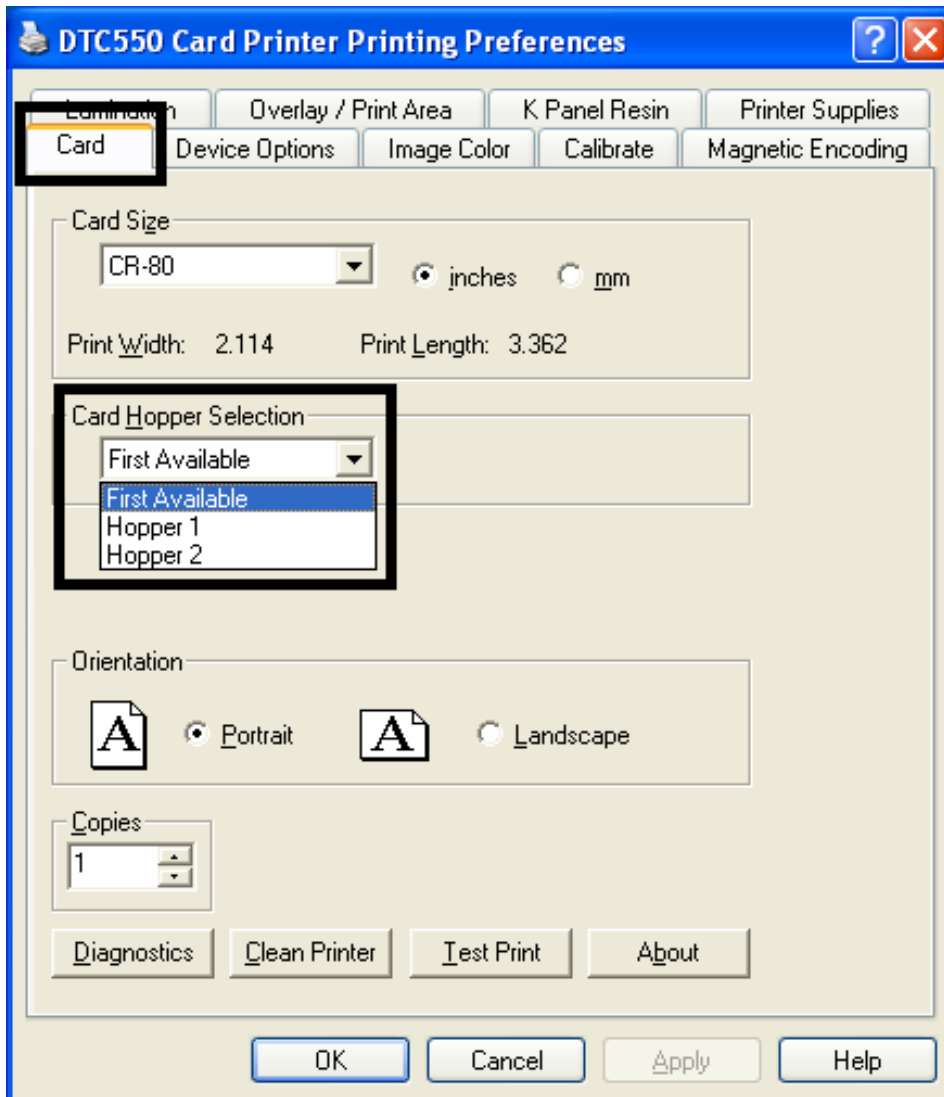 DTC550 Card Printer Printing Preferences
Lamination Overlay / Print Area K Panel Resin Printer Supplies
Card Device Options Image Color Calibrate Magnetic Encoding
Card Size
CR-80 inches mm
Print Width: 2.114 Print Length: 3.362
Card Hopper Selection
First Available
First Available
Hopper 1
Hopper 2
Orientation
A Portrait A Landscape
Copies
1
Diagnostics Clean Printer Test Print About
OK Cancel Apply Help